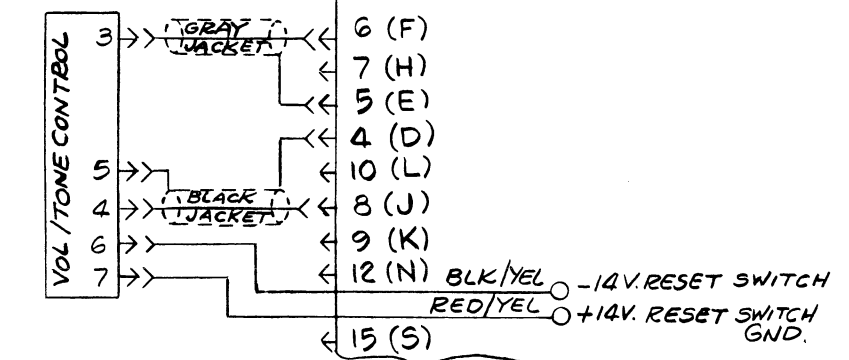 VOL/TONE CONTROL
3
GRAY
JACKET
6 (F)
7 (H)
5 (E)
4 (D)
5
10 (L)
4
BLACK
JACKET
8 (J)
6
9 (K)
7
12 (N)
BLK/YEL
-14V. RESET SWITCH
RED/YEL
+14V. RESET SWITCH
GND.
15 (S)